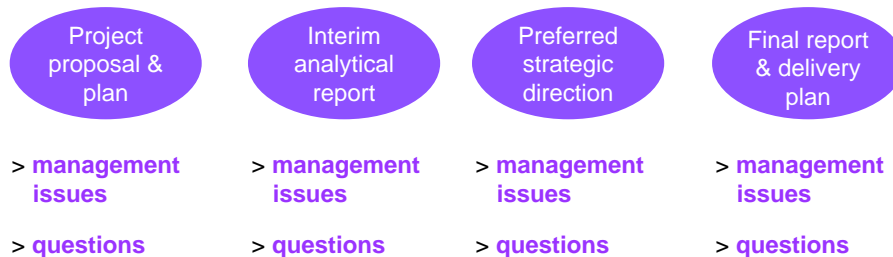 Project
proposal &
plan
Interim
analytical
report
Preferred
strategic
direction
Final report
& delivery
plan
> management
issues
> questions
> management
issues
> questions
> management
issues
> questions
> management
issues
> questions